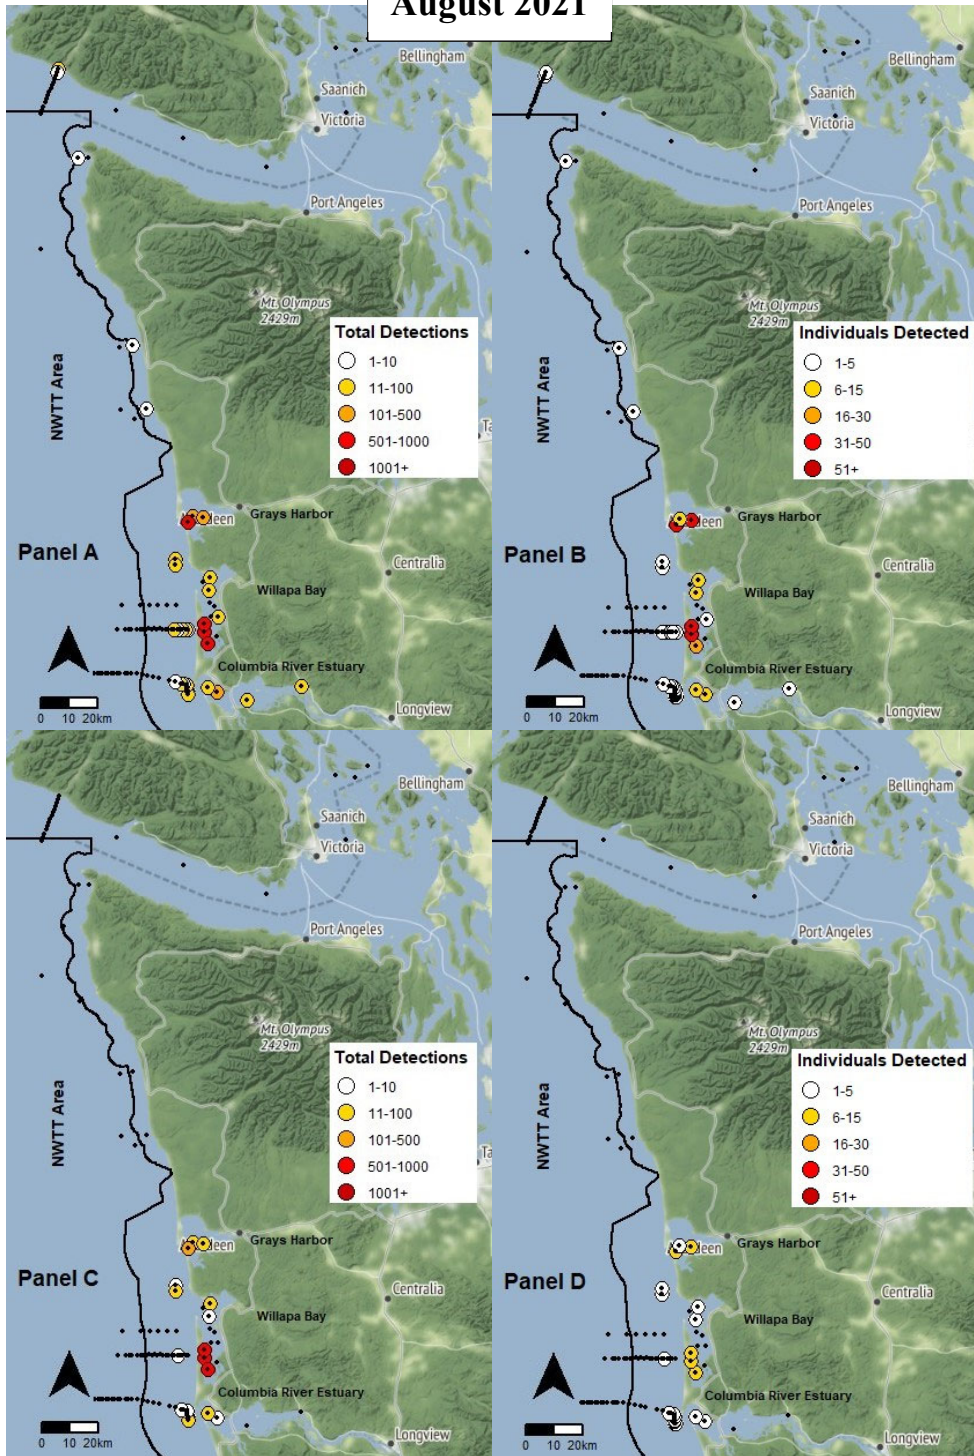 August 2021
Bellingham
Saanich
Victoria
Port Angeles
Mt. Olympus
2429m
Total Detections
1-10
11-100
101-500
501-1000
1001+
NWTT Area
Ta
Grays Harbor
Panel A
Centralia
Willapa Bay
Columbia River Estuary
0 10 20km
Longview
Bellingham
Saanich
Victoria
Port Angeles
Mt. Olympus
2429m
Individuals Detected
1-5
6-15
16-30
31-50
51+
NWTT Area
Grays Harbor
Panel B
Centralia
Willapa Bay
Columbia River Estuary
0 10 20km
Longview
Bellingham
Saanich
Victoria
Port Angeles
Mt. Olympus
2429m
Total Detections
1-10
11-100
101-500
501-1000
1001+
NWTT Area
Ta
Grays Harbor
Panel C
Centralia
Willapa Bay
Columbia River Estuary
0 10 20km
Longview
Bellingham
Saanich
Victoria
Port Angeles
Mt. Olympus
2429m
Individuals Detected
1-5
6-15
16-30
31-50
51+
NWTT Area
Grays Harbor
Panel D
Centralia
Willapa Bay
Columbia River Estuary
0 10 20km
Longview